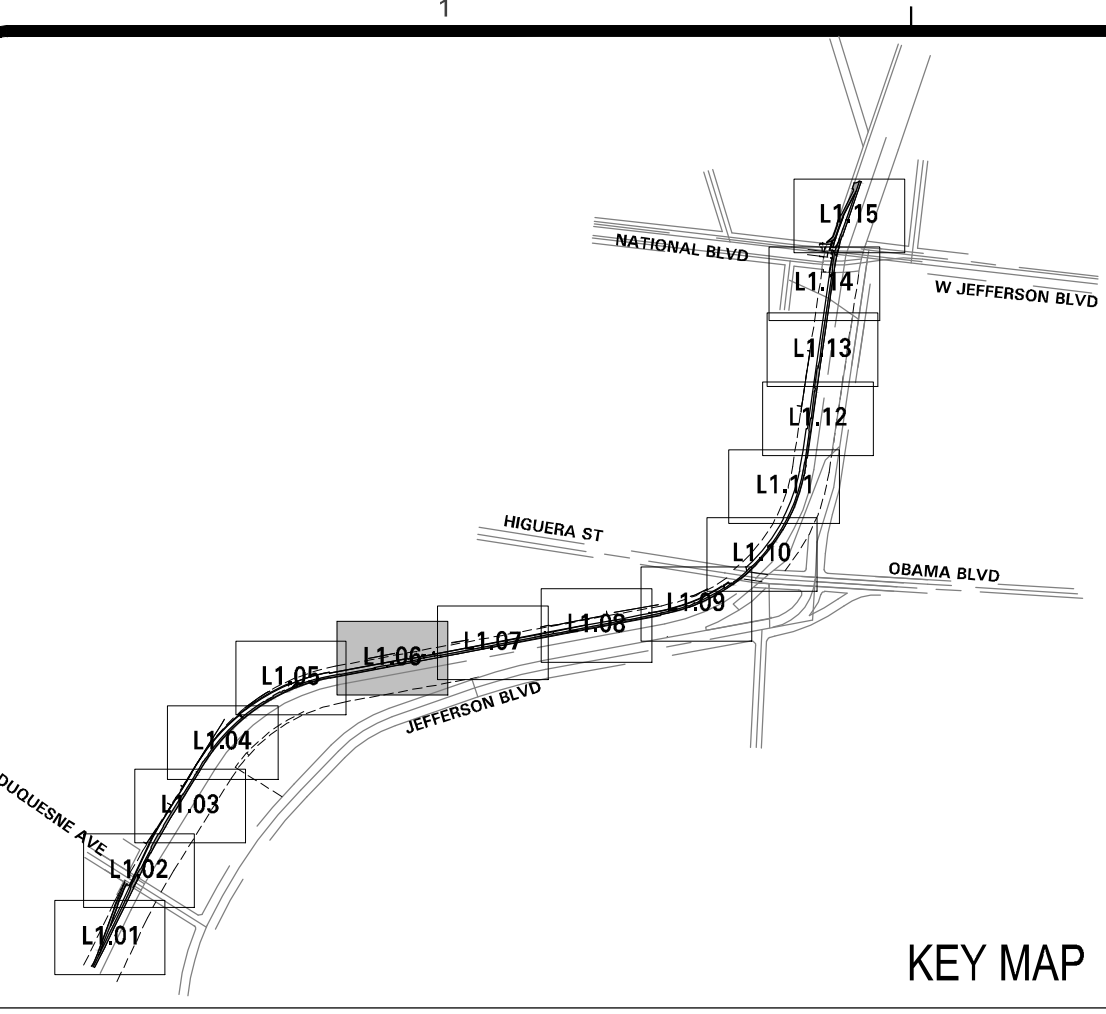 1
L1.15
NATIONAL BLVD
L1.14
W JEFFERSON BLVD
L1.13
L1.12
L1.11
HIGUERA ST
L1.10
OBAMA BLVD
L1.09
L1.08
L1.07
L1.06
L1.05
JEFFERSON BLVD
L1.04
DUQUESNE AVE
L1.03
L1.02
L1.01
KEY MAP